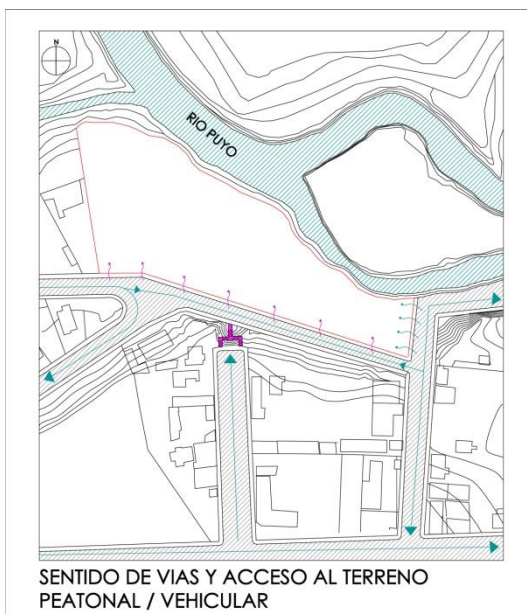 N
RIO PUYO
SENTIDO DE VIAS Y ACCESO AL TERRENO
PEATONAL / VEHICULAR